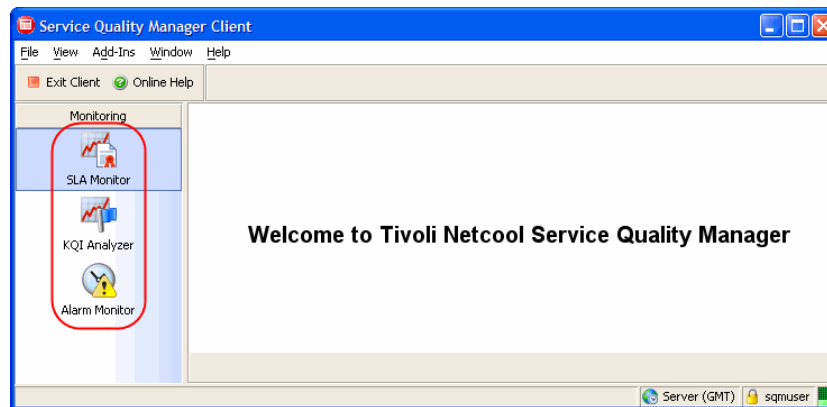 Service Quality Manager Client
File View Add-Ins Window Help
Exit Client Online Help
Monitoring
SLA Monitor
KQI Analyzer
Alarm Monitor
Welcome to Tivoli Netcool Service Quality Manager
Server (GMT) sqmuser